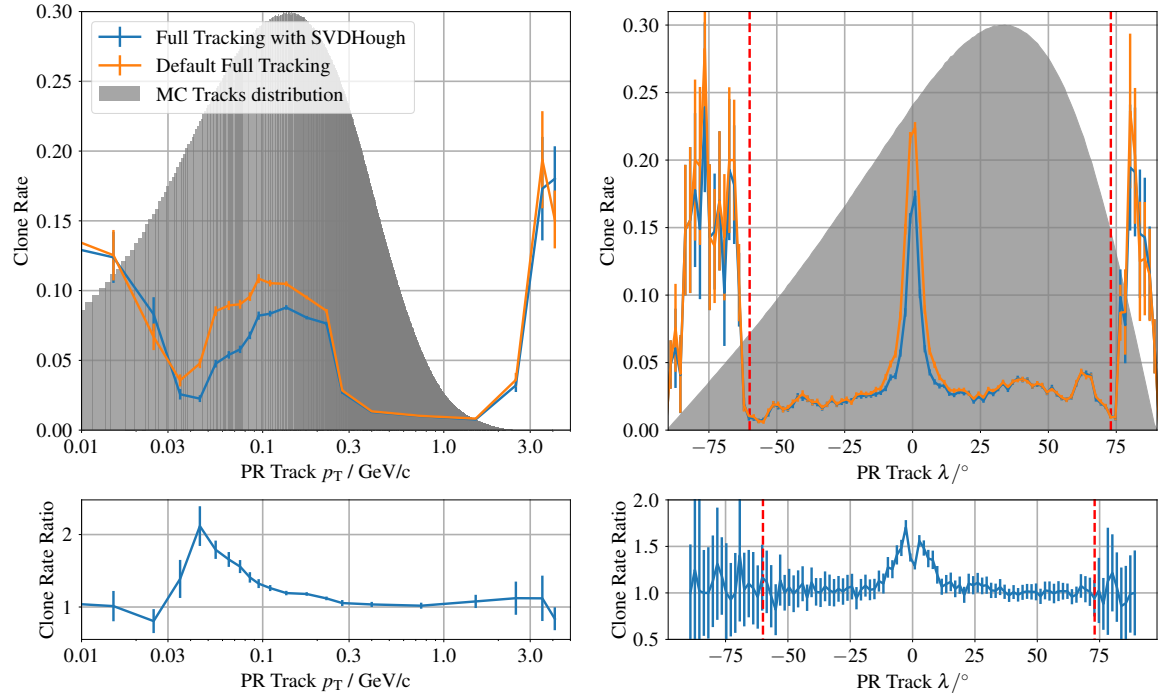 Full Tracking with SVDHough
Default Full Tracking
MC Tracks distribution
0.30
0.25
0.20
0.15
0.10
0.05
0.00
Clone Rate
0.01 0.03 0.1 0.3 1.0 3.0
PR Track pT / GeV/c
0.30
0.25
0.20
0.15
0.10
0.05
0.00
Clone Rate
−75 −50 −25 0 25 50 75
PR Track λ/°
2
1
Clone Rate Ratio
0.01 0.03 0.1 0.3 1.0 3.0
PR Track pT / GeV/c
2.0
1.5
1.0
0.5
Clone Rate Ratio
−75 −50 −25 0 25 50 75
PR Track λ/°